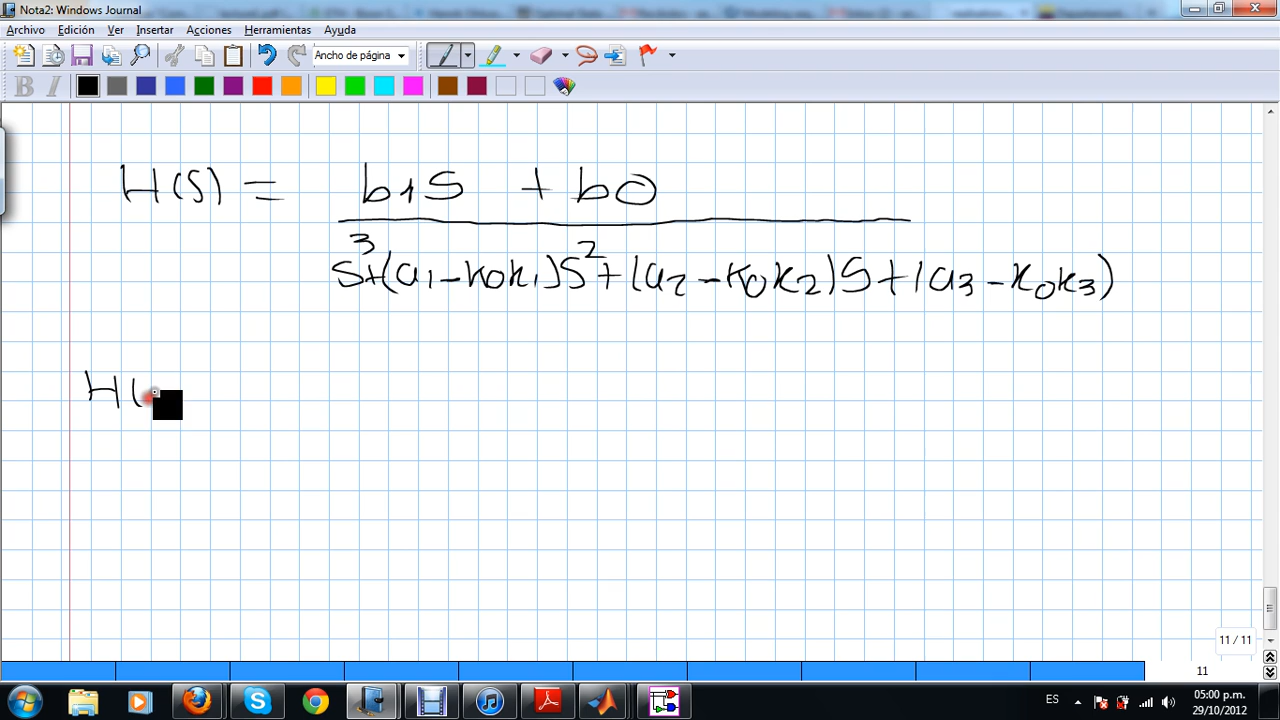 Nota2: Windows Journal
Archivo Edición Ver Insertar Acciones Herramientas Ayuda
Ancho de página
B I
H(S) = b1S + b0
S³+(a1-k0k1)S²+(a2-k0k2)S+(a3-k0k3)
H(
11 / 11
11
ES 05:00 p.m.
29/10/2012